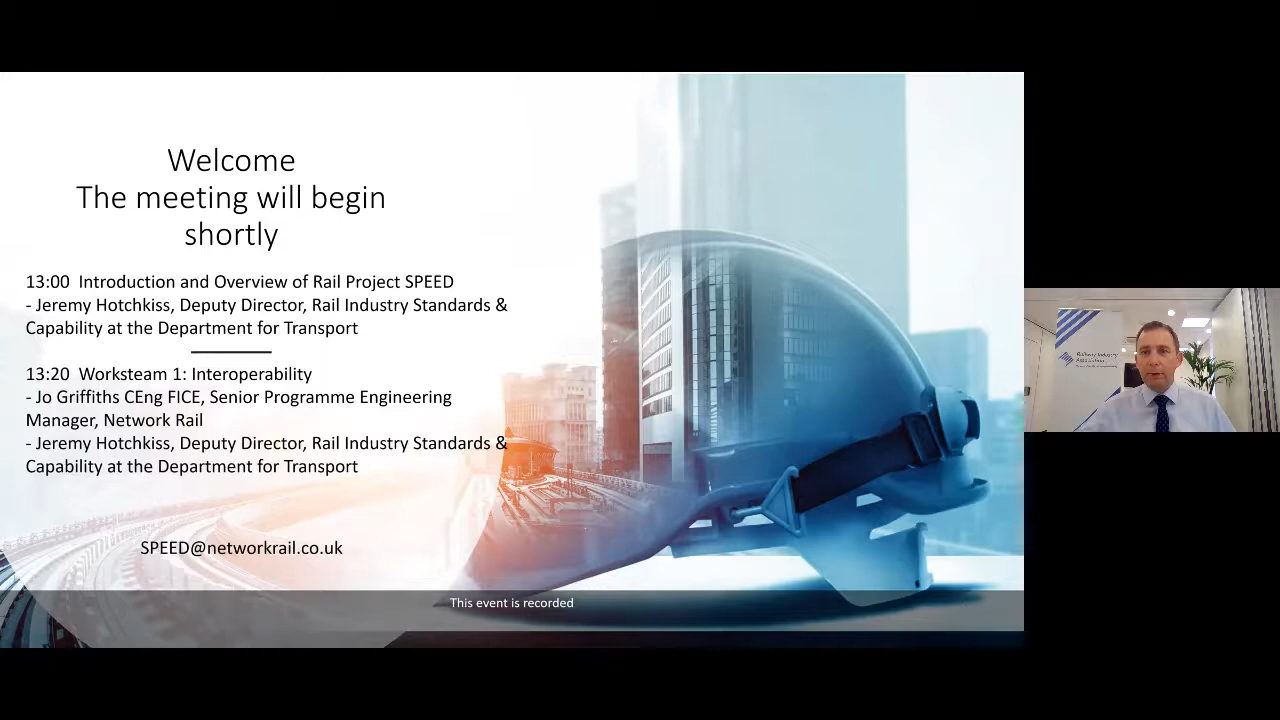 Welcome
The meeting will begin
shortly
13:00 Introduction and Overview of Rail Project SPEED
- Jeremy Hotchkiss, Deputy Director, Rail Industry Standards &
Capability at the Department for Transport
13:20 Worksteam 1: Interoperability
- Jo Griffiths CEng FICE, Senior Programme Engineering
Manager, Network Rail
- Jeremy Hotchkiss, Deputy Director, Rail Industry Standards &
Capability at the Department for Transport
SPEED@networkrail.co.uk
This event is recorded
Railway Industry
Association